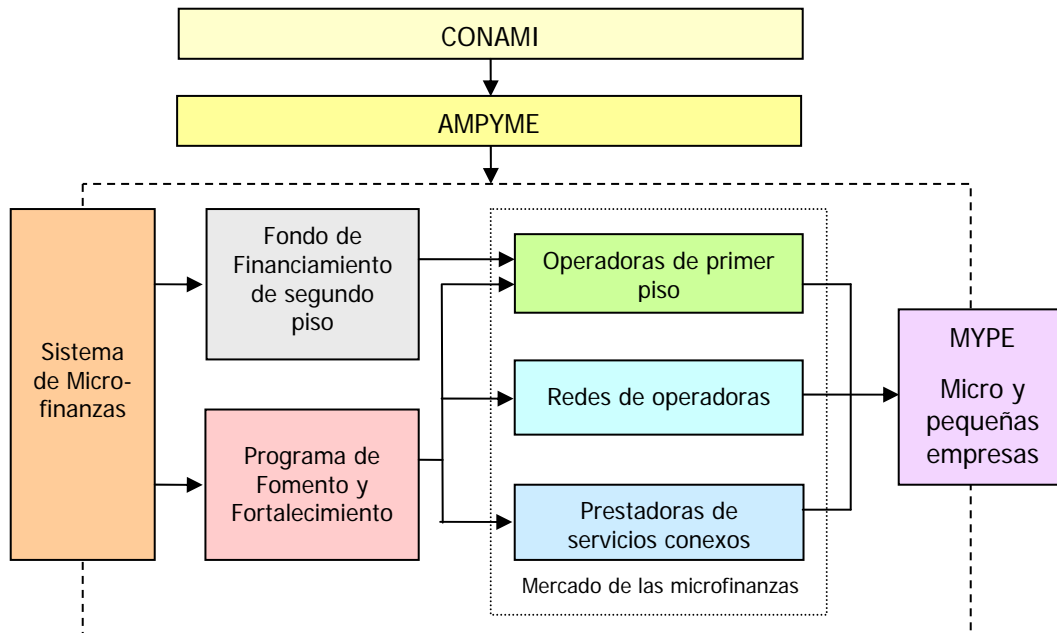 CONAMI
AMPYME
Sistema
de Micro-
finanzas
Fondo de
Financiamiento
de segundo
piso
Programa de
Fomento y
Fortalecimiento
Operadoras de primer
piso
Redes de operadoras
Prestadoras de
servicios conexos
Mercado de las microfinanzas
MYPE
Micro y
pequeñas
empresas